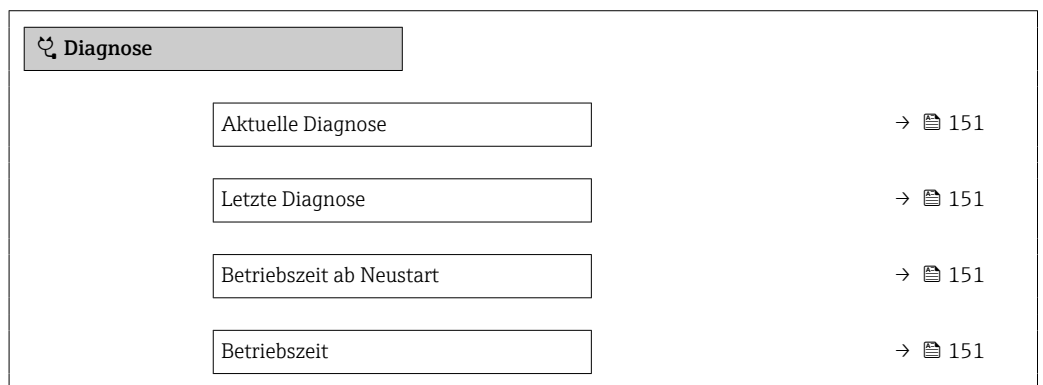 Diagnose
Aktuelle Diagnose → 151
Letzte Diagnose → 151
Betriebszeit ab Neustart → 151
Betriebszeit → 151